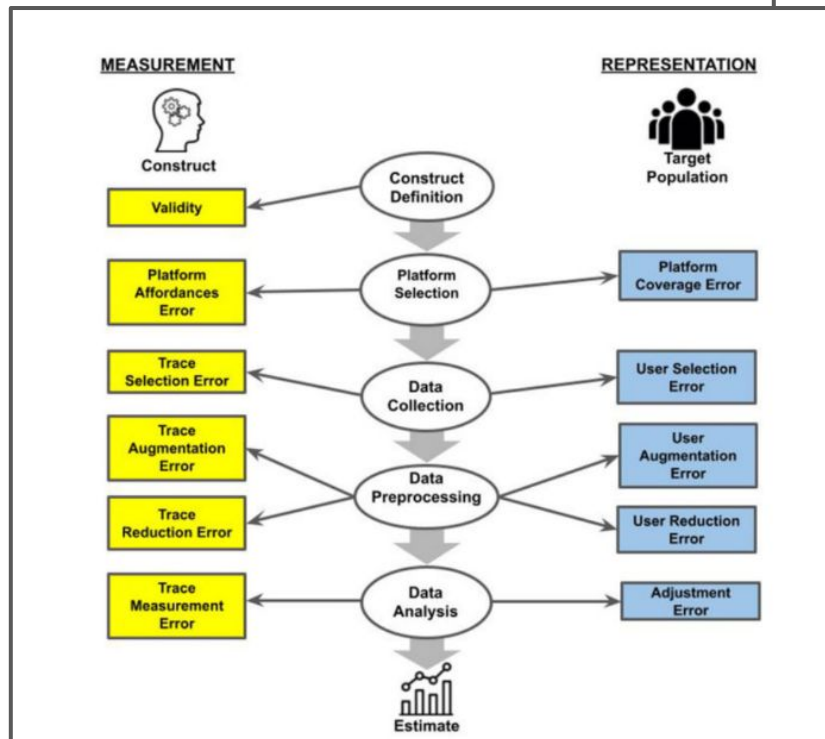 MEASUREMENT
REPRESENTATION
Construct
Target
Population
Construct
Definition
Validity
Platform
Affordances
Error
Platform
Selection
Platform
Coverage Error
Trace
Selection Error
Data
Collection
User Selection
Error
Trace
Augmentation
Error
User
Augmentation
Error
Data
Preprocessing
Trace
Reduction Error
User Reduction
Error
Trace
Measurement
Error
Data
Analysis
Adjustment
Error
Estimate